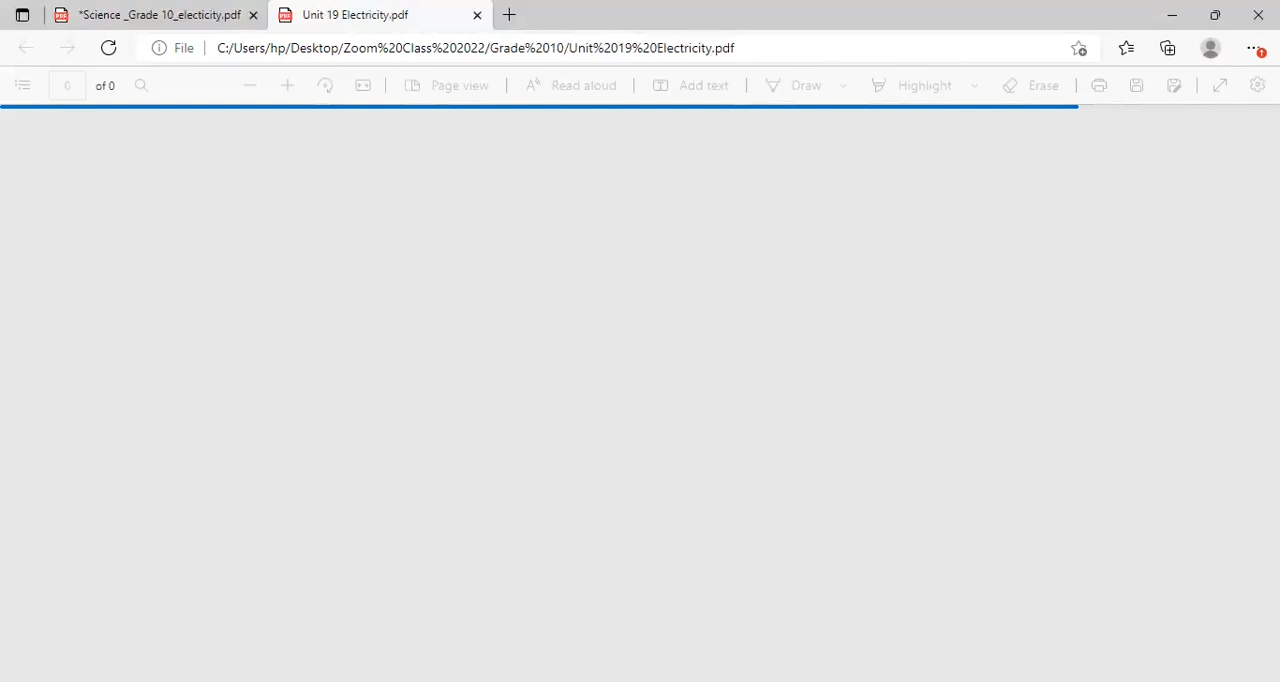 *Science _Grade 10_electicity.pdf
Unit 19 Electricity.pdf
File
C:/Users/hp/Desktop/Zoom%20Class%202022/Grade%2010/Unit%2019%20Electricity.pdf
0 of 0 Page view Read aloud Add text Draw Highlight Erase